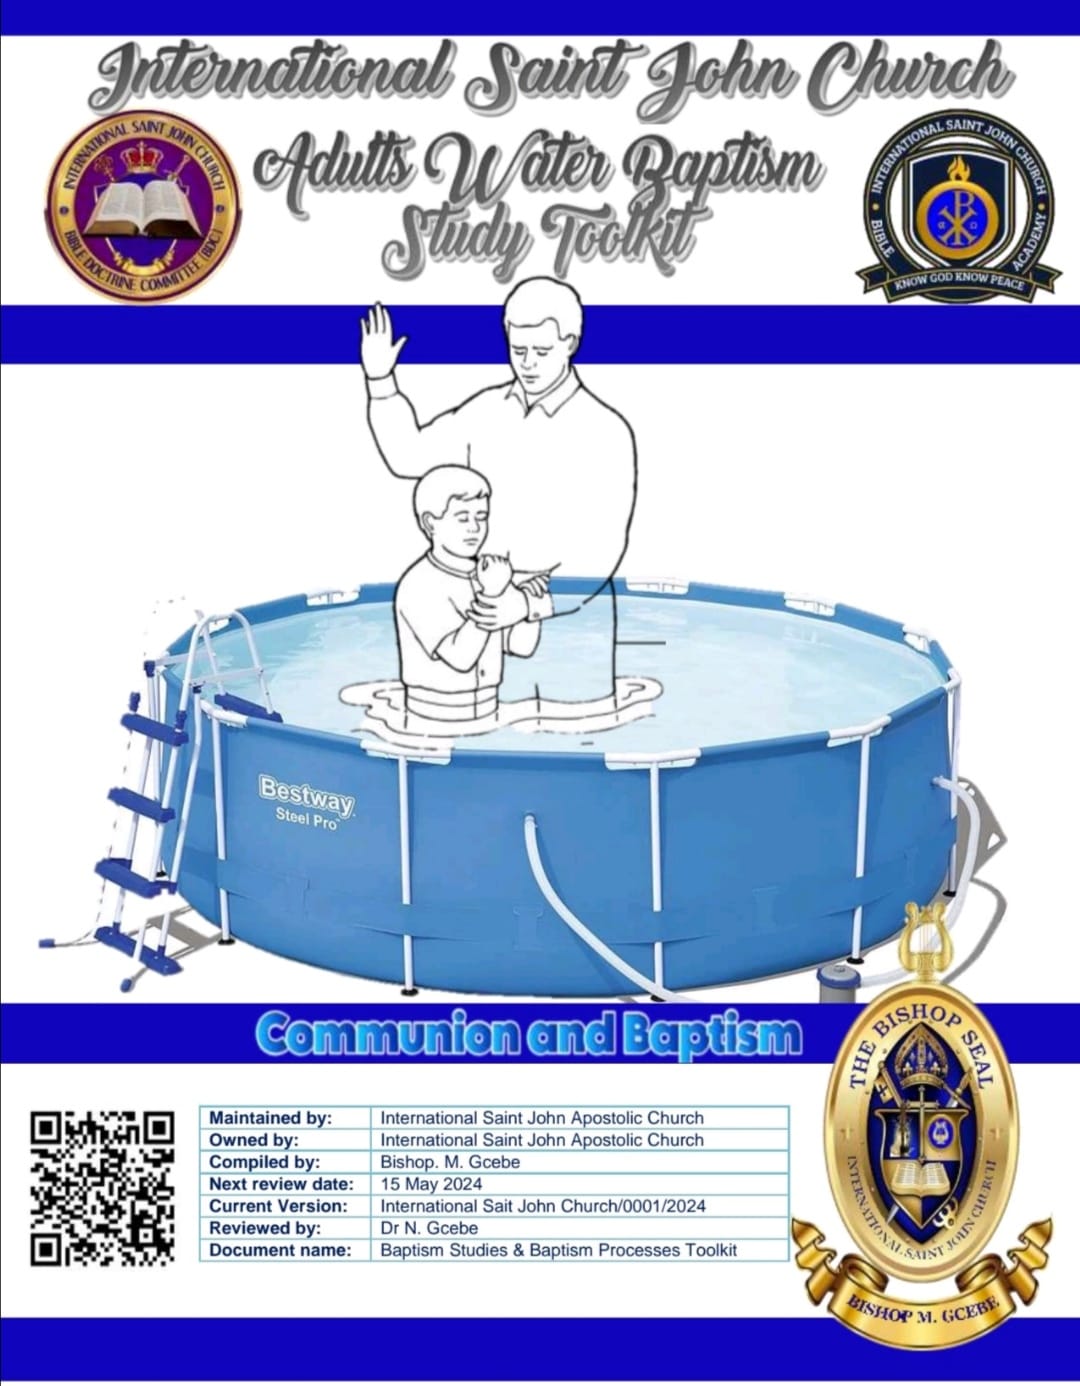 International Saint John Church
Adults Water Baptism
Study Toolkit
INTERNATIONAL SAINT JOHN CHURCH
BIBLE DOCTRINE COMMITTEE (BDC)
INTERNATIONAL SAINT JOHN CHURCH
BIBLE
ACADEMY
KNOW GOD KNOW PEACE
Bestway
Steel Pro
Communion and Baptism
Maintained by: International Saint John Apostolic Church
Owned by: International Saint John Apostolic Church
Compiled by: Bishop. M. Gcebe
Next review date: 15 May 2024
Current Version: International Sait John Church/0001/2024
Reviewed by: Dr N. Gcebe
Document name: Baptism Studies & Baptism Processes Toolkit
THE BISHOP SEAL
INTERNATIONAL SAINT JOHN CHURCH
BISHOP M. GCEBE